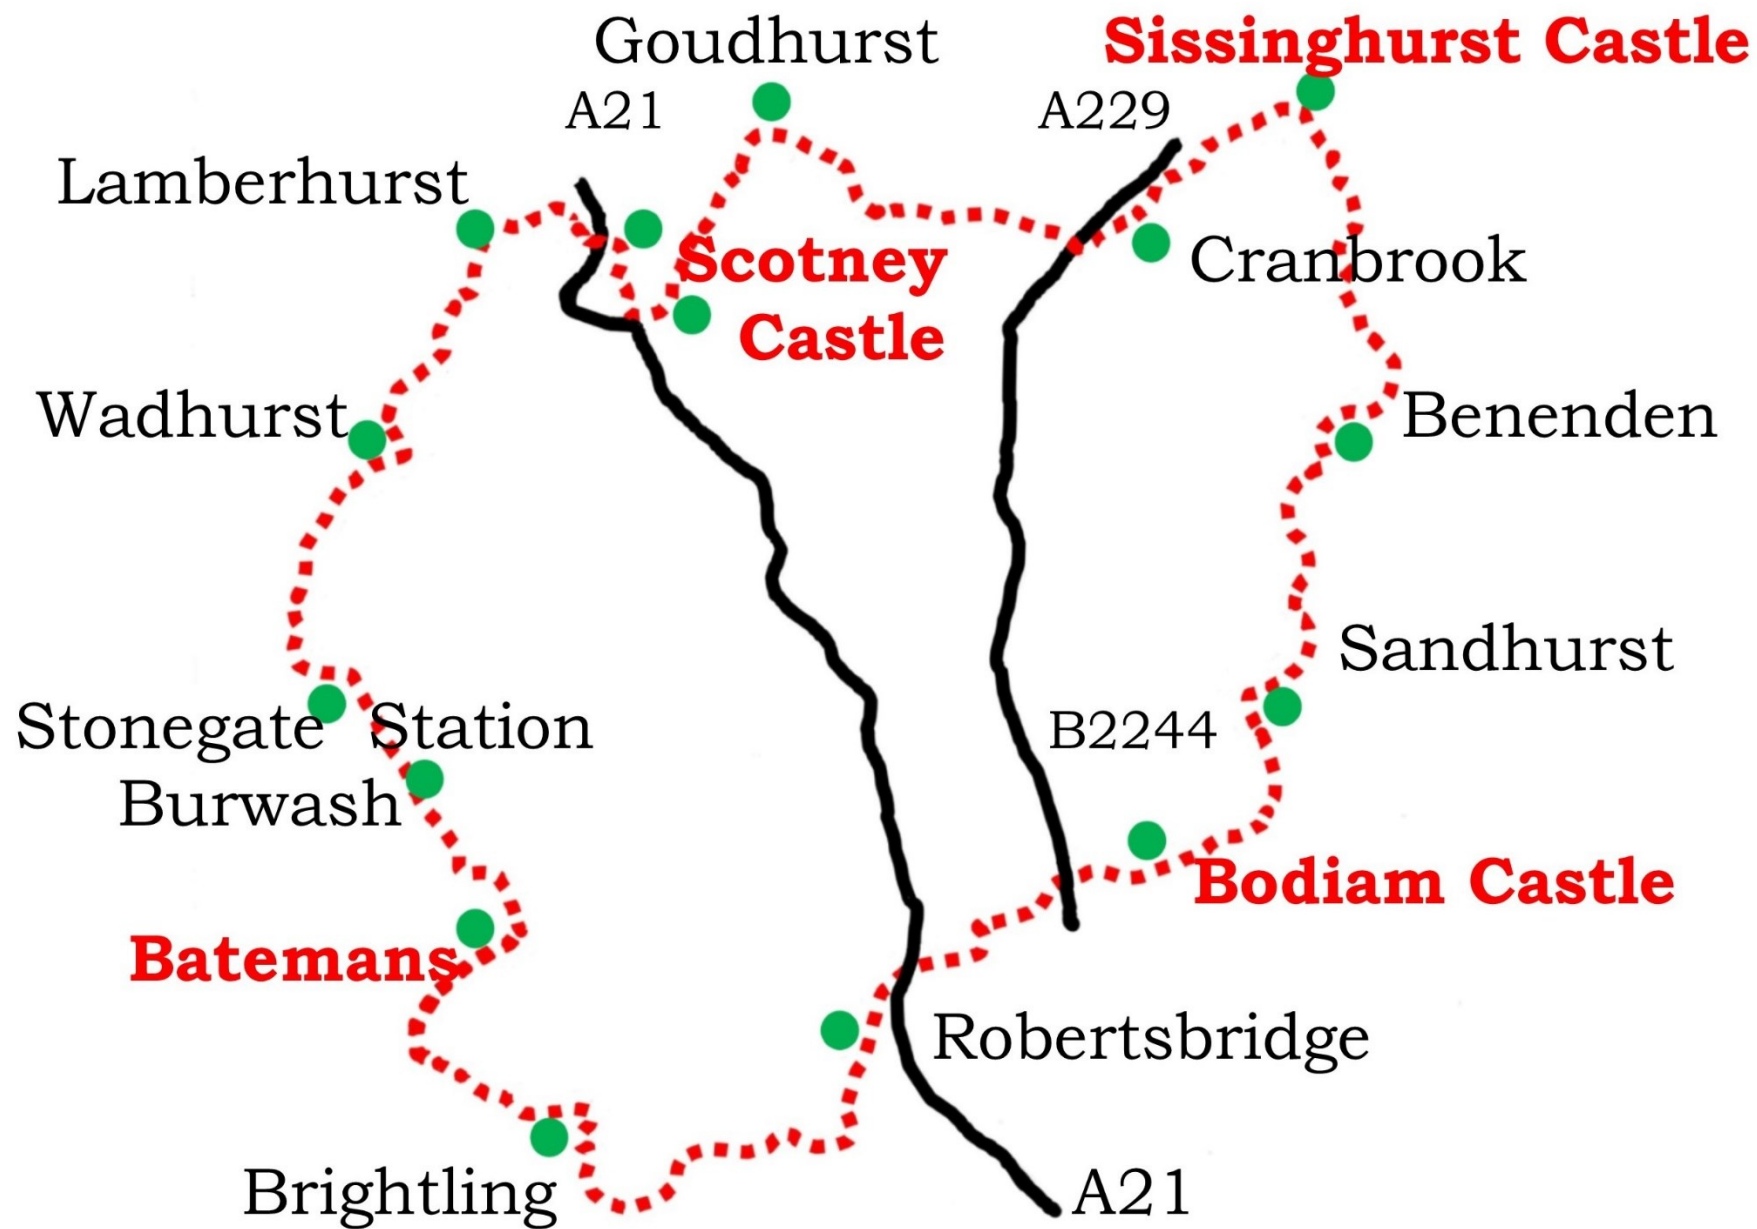 Goudhurst
Sissinghurst Castle
A21
A229
Lamberhurst
Scotney
Castle
Cranbrook
Wadhurst
Benenden
Sandhurst
Stonegate Station
B2244
Burwash
Bodiam Castle
Batemans
Robertsbridge
Brightling
A21